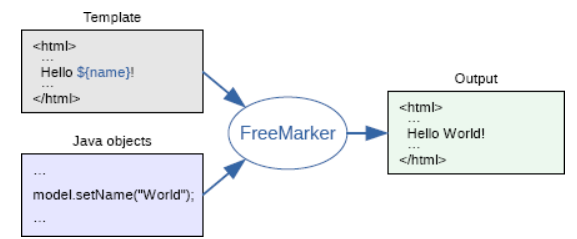 Template
<html>
...
Hello ${name}!
...
</html>
Java objects
...
model.setName("World");
...
FreeMarker
Output
<html>
...
Hello World!
...
</html>